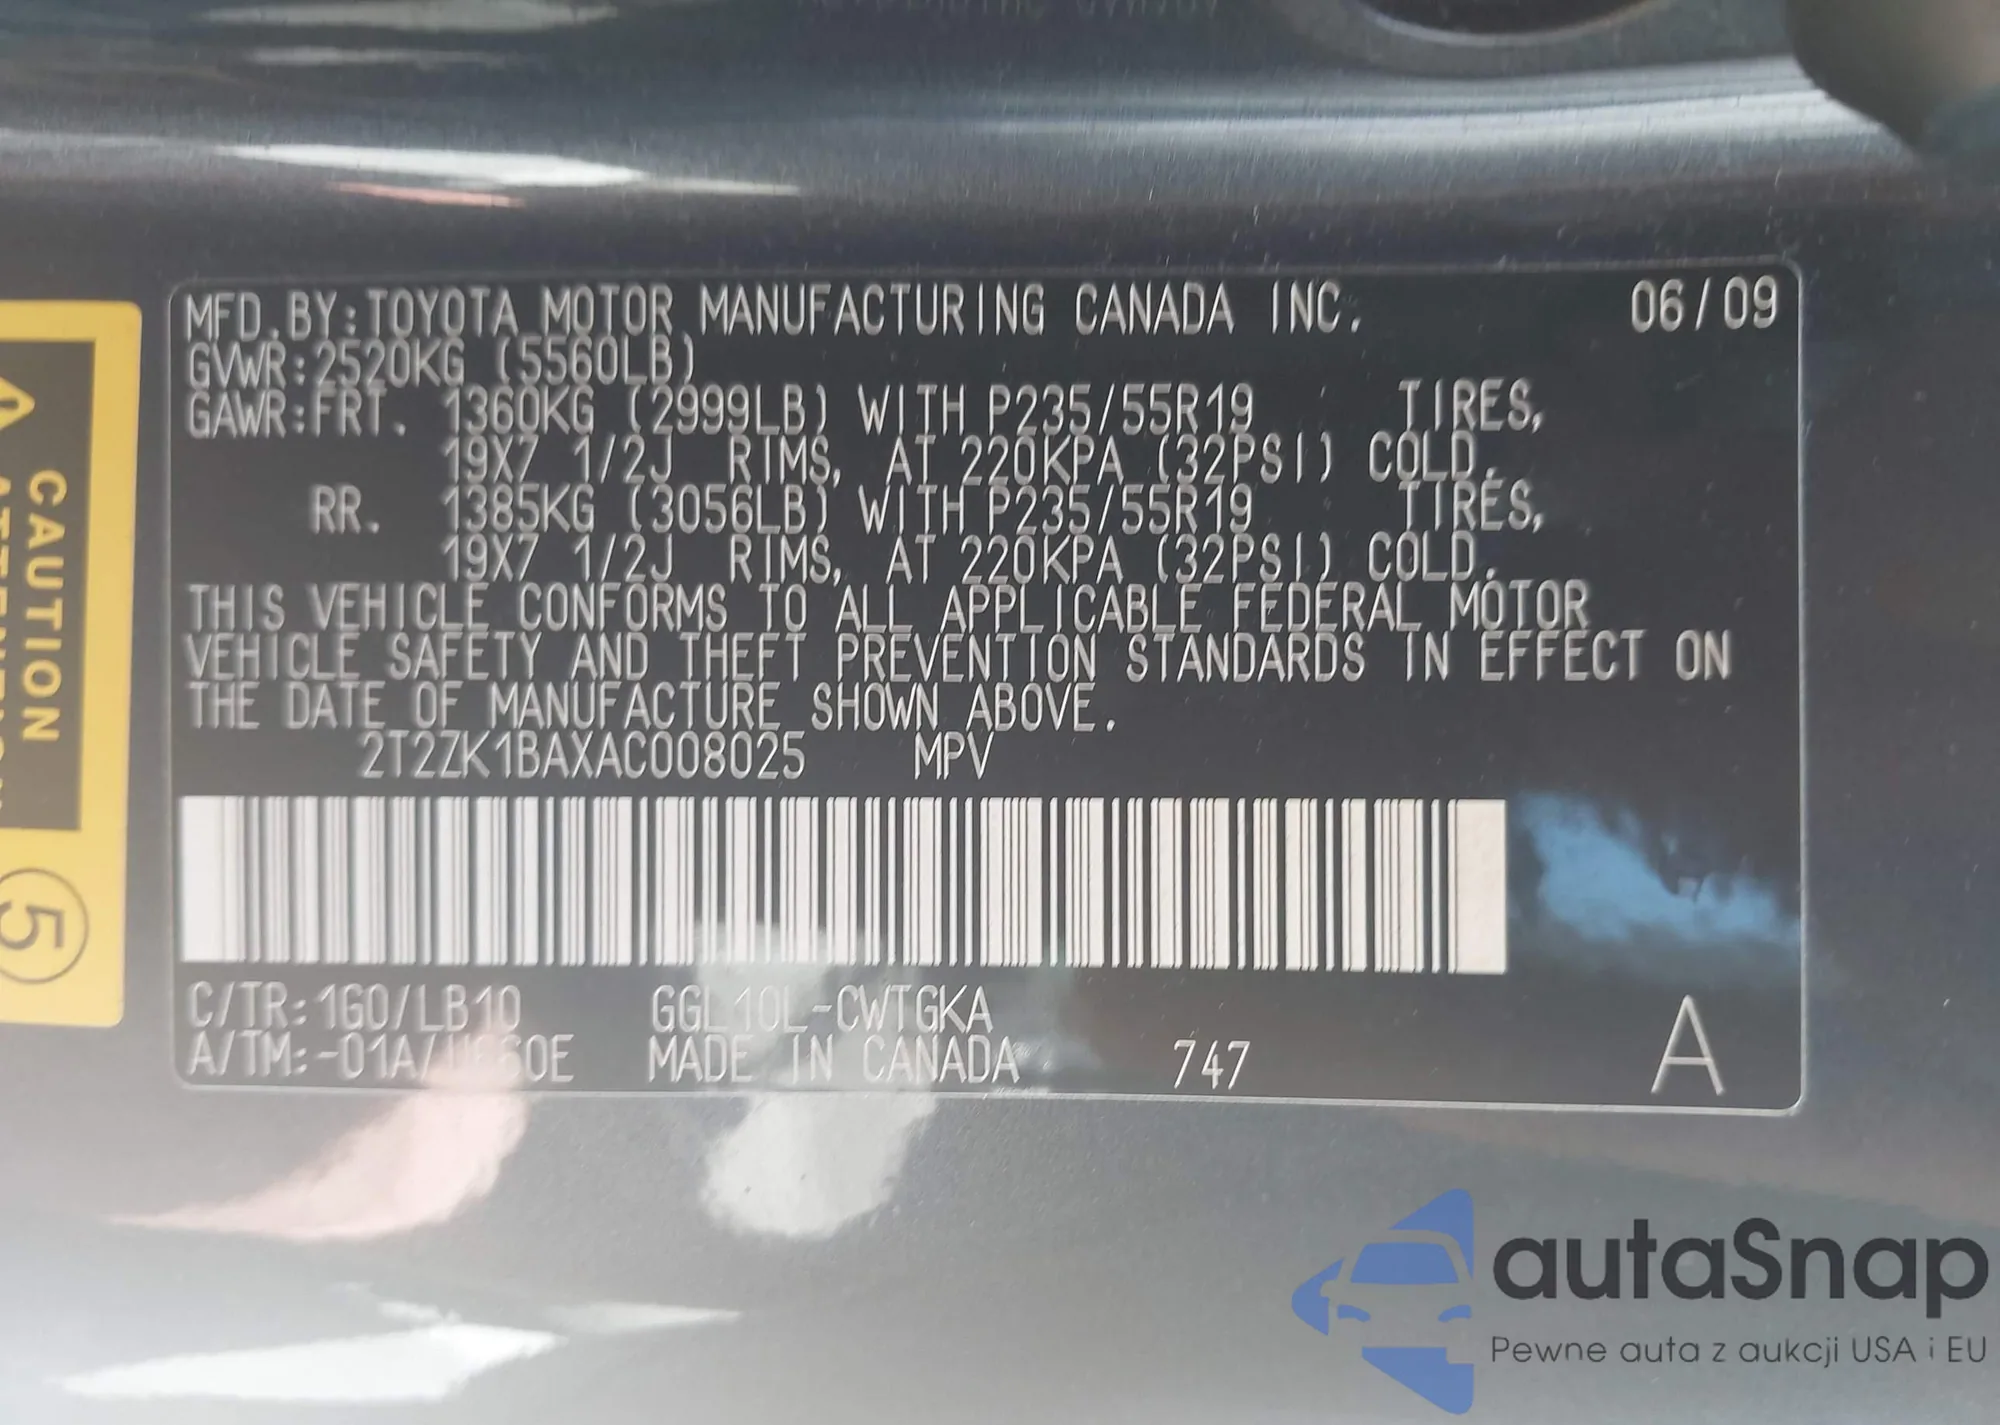 MFD.BY:TOYOTA MOTOR MANUFACTURING CANADA INC. 06/09
GVWR:2520KG (5560LB)
GAWR:FRT. 1360KG (2999LB) WITH P235/55R19 TIRES,
19X7 1/2J RIMS, AT 220KPA (32PSI) COLD.
RR. 1385KG (3056LB) WITH P235/55R19 TIRES,
19X7 1/2J RIMS, AT 220KPA (32PSI) COLD.
THIS VEHICLE CONFORMS TO ALL APPLICABLE FEDERAL MOTOR
VEHICLE SAFETY AND THEFT PREVENTION STANDARDS IN EFFECT ON
THE DATE OF MANUFACTURE SHOWN ABOVE.
2T2ZK1BAXAC008025 MPV
C/TR:1G0/LB10 GGL10L-CWTGKA
A/TM:-01A/U660E MADE IN CANADA 747 A
CAUTION
5
autaSnap
Pewne auta z aukcji USA i EU